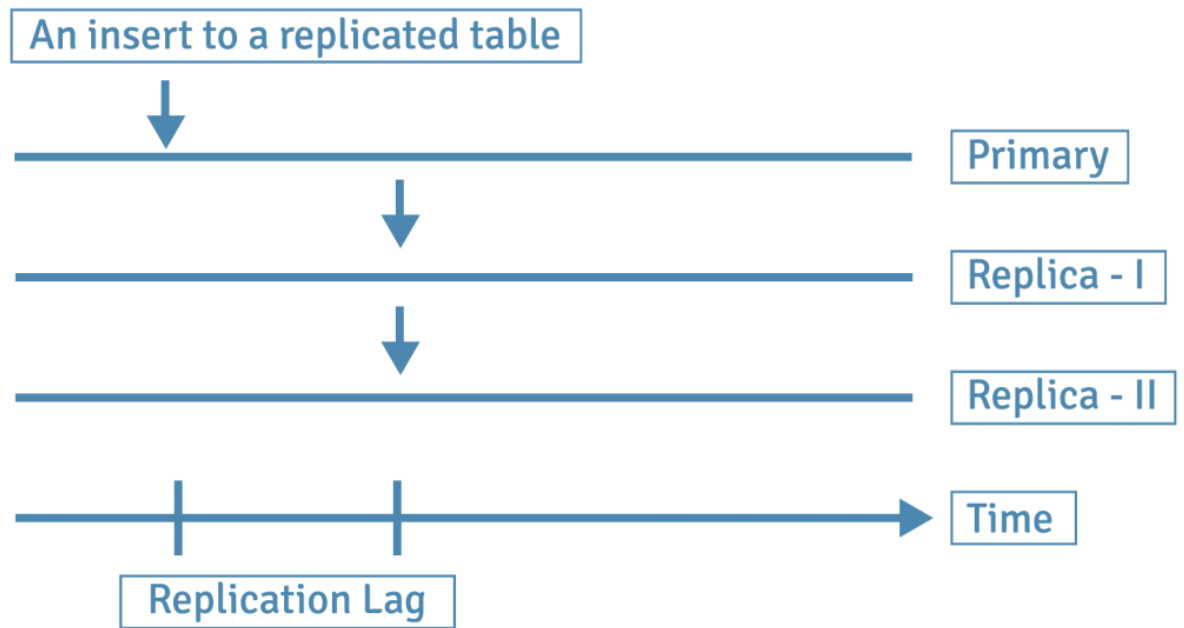 An insert to a replicated table
Primary
Replica - I
Replica - II
Time
Replication Lag